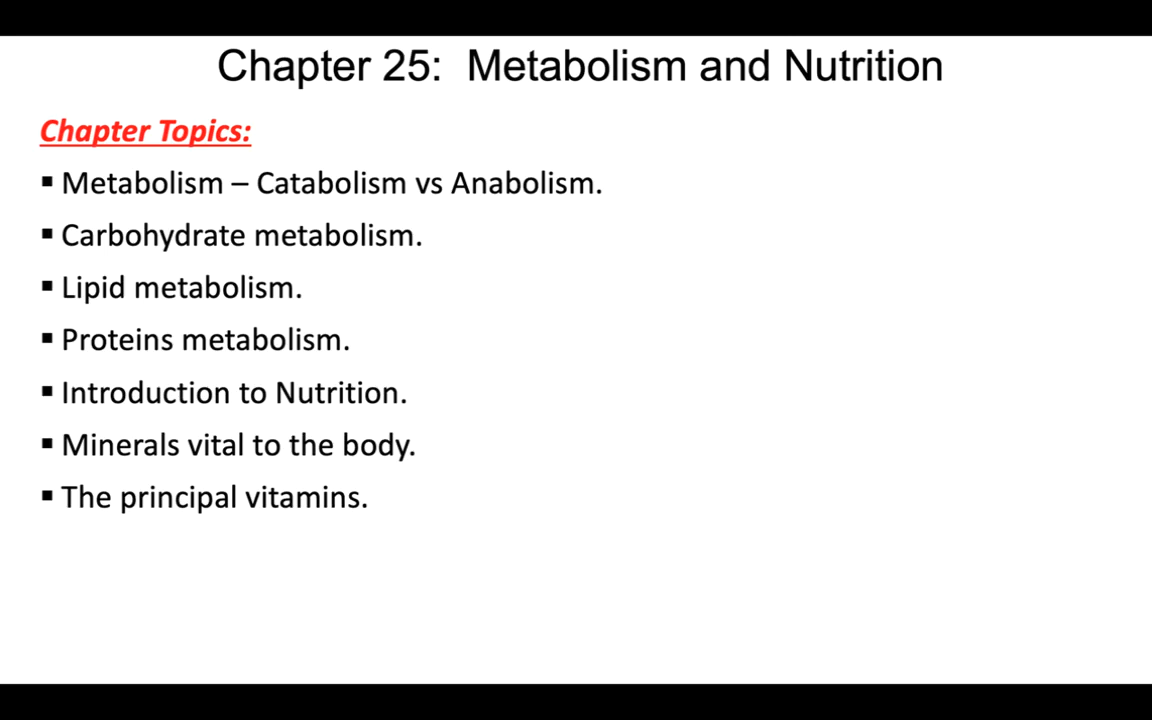 Chapter 25:  Metabolism and Nutrition
Chapter Topics:
▪ Metabolism – Catabolism vs Anabolism.
▪ Carbohydrate metabolism.
▪ Lipid metabolism.
▪ Proteins metabolism.
▪ Introduction to Nutrition.
▪ Minerals vital to the body.
▪ The principal vitamins.